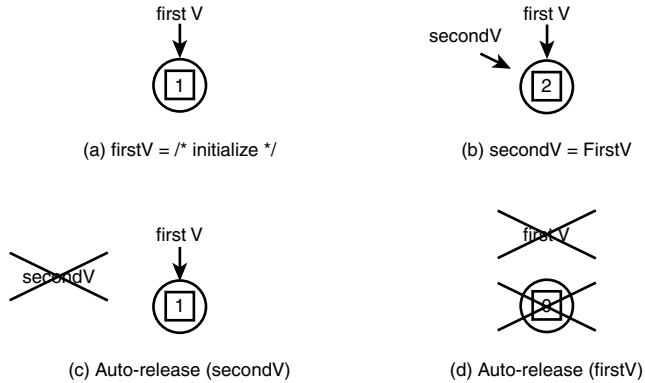 first V
1
(a) firstV = /* initialize */
first V
secondV
2
(b) secondV = FirstV
first V
secondV
1
(c) Auto-release (secondV)
first V
0
(d) Auto-release (firstV)